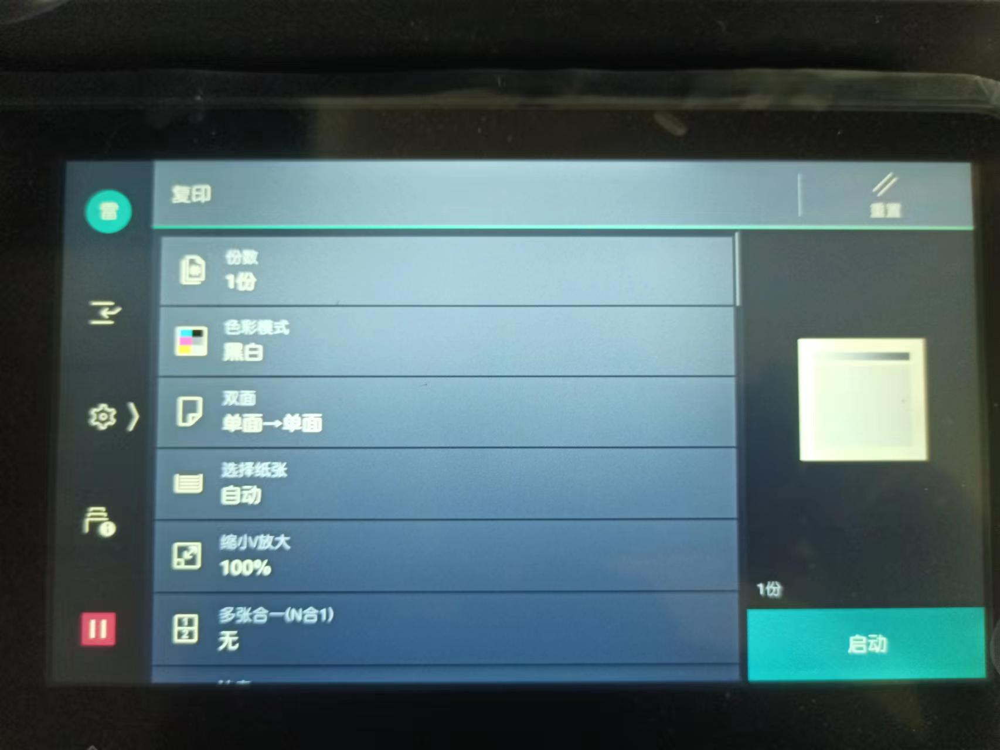 复印
重置
份数
1份
色彩模式
黑白
双面
单面→单面
选择纸张
自动
缩小/放大
100%
多张合一(N合1)
无
1
2
1份
启动